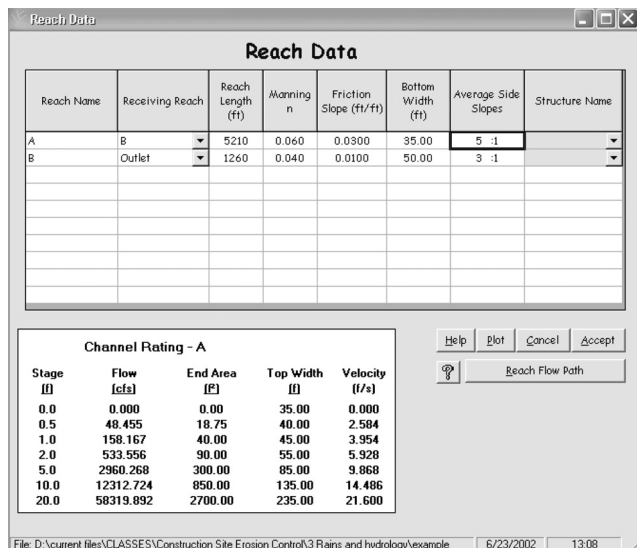 Reach Data
Reach Data
Reach Name Receiving Reach Reach Length (ft) Manning n Friction Slope (ft/ft) Bottom Width (ft) Average Side Slopes Structure Name
A B 5210 0.060 0.0300 35.00 5 :1
B Outlet 1260 0.040 0.0100 50.00 3 :1
Channel Rating - A
Stage Flow End Area Top Width Velocity
(f) (cfs) (f²) (f) (f/s)
0.0 0.000 0.00 35.00 0.000
0.5 48.455 18.75 40.00 2.584
1.0 158.167 40.00 45.00 3.954
2.0 533.556 90.00 55.00 5.928
5.0 2960.268 300.00 85.00 9.868
10.0 12312.724 850.00 135.00 14.486
20.0 58319.892 2700.00 235.00 21.600
Help Plot Cancel Accept
? Reach Flow Path
File: D:\current files\CLASSES\Construction Site Erosion Control\3 Rains and hydrology\example 6/23/2002 13:08